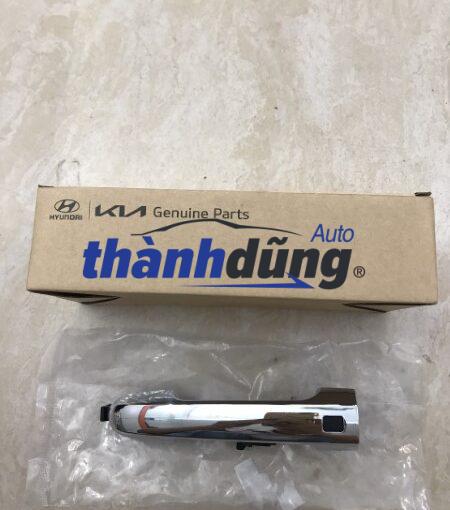 HYUNDAI KIA Genuine Parts
Auto
thànhdũng®